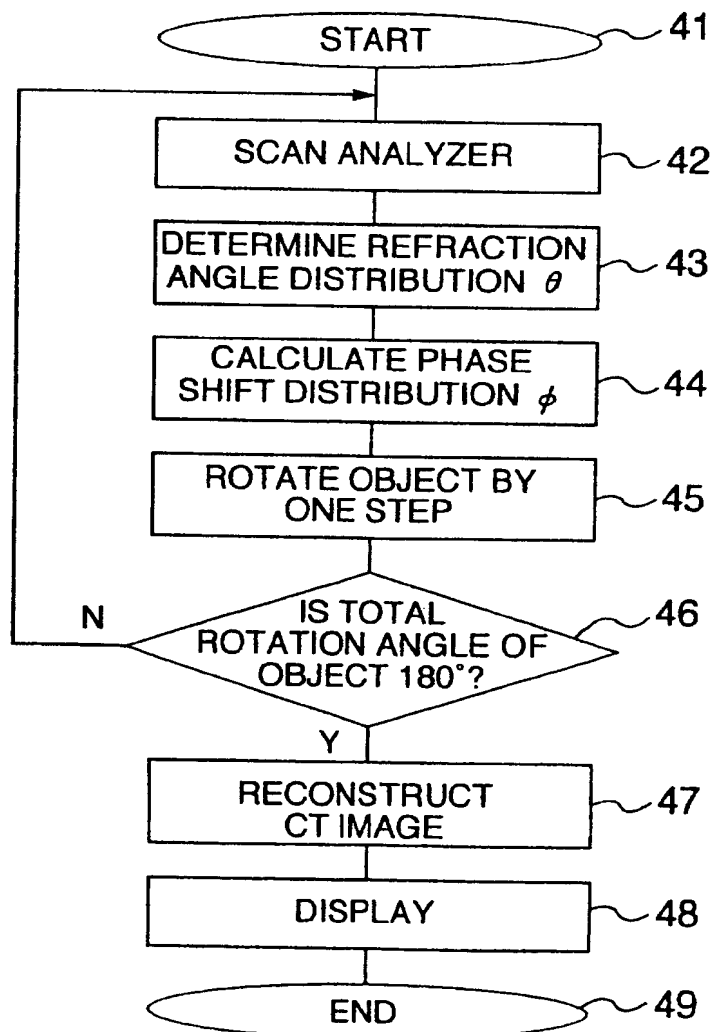 START
41
SCAN ANALYZER
42
DETERMINE REFRACTION
ANGLE DISTRIBUTION θ
43
CALCULATE PHASE
SHIFT DISTRIBUTION ϕ
44
ROTATE OBJECT BY
ONE STEP
45
N
IS TOTAL
ROTATION ANGLE OF
OBJECT 180°?
46
Y
RECONSTRUCT
CT IMAGE
47
DISPLAY
48
END
49